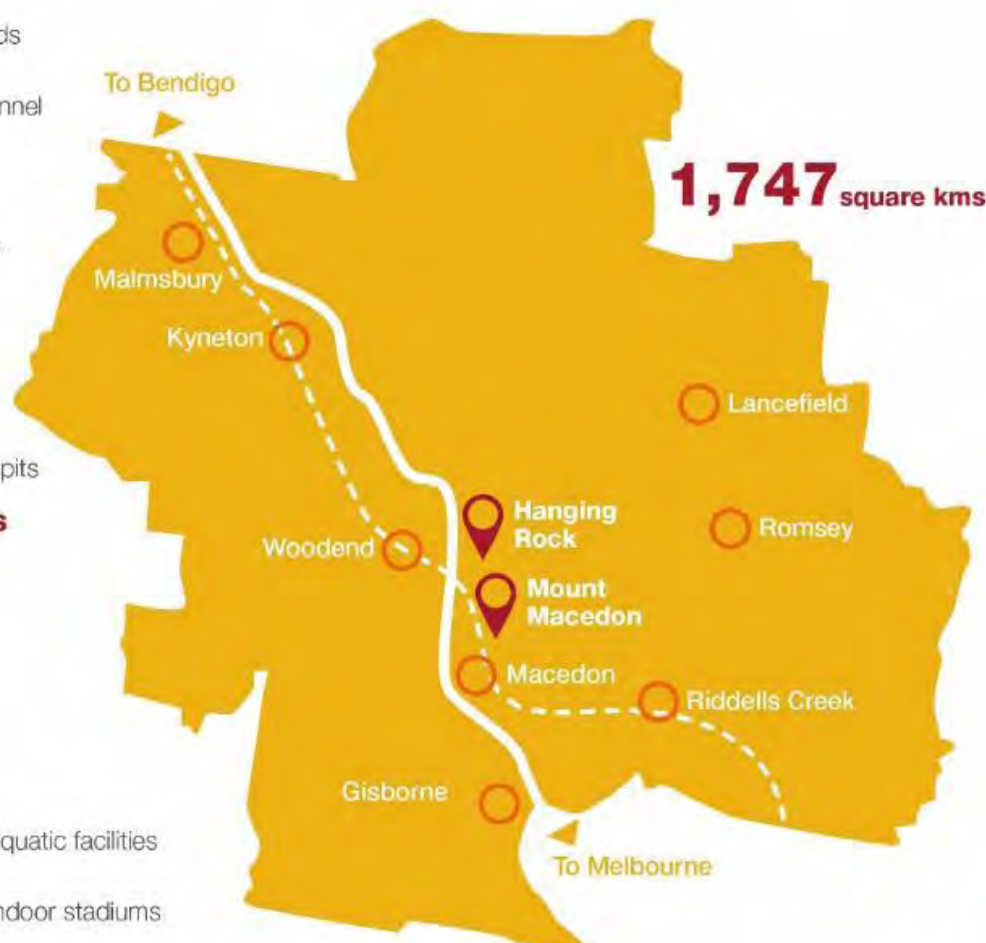 To Bendigo
1,747 square kms
Malmsbury
Kyneton
Lancefield
pits
Hanging
Rock
Romsey
Woodend
Mount
Macedon
Macedon
Riddells Creek
Gisborne
quatic facilities
To Melbourne
ndoor stadiums